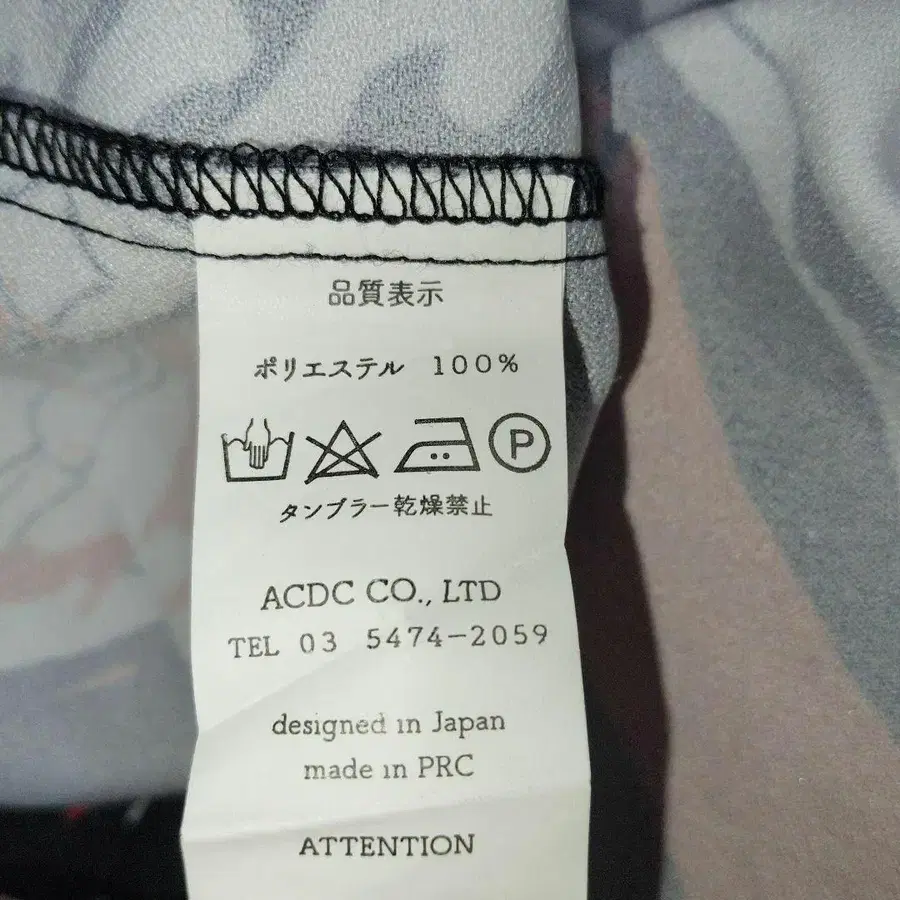 品質表示
ポリエステル 100%
P
タンブラー乾燥禁止
ACDC CO., LTD
TEL 03 5474-2059
designed in Japan
made in PRC
ATTENTION